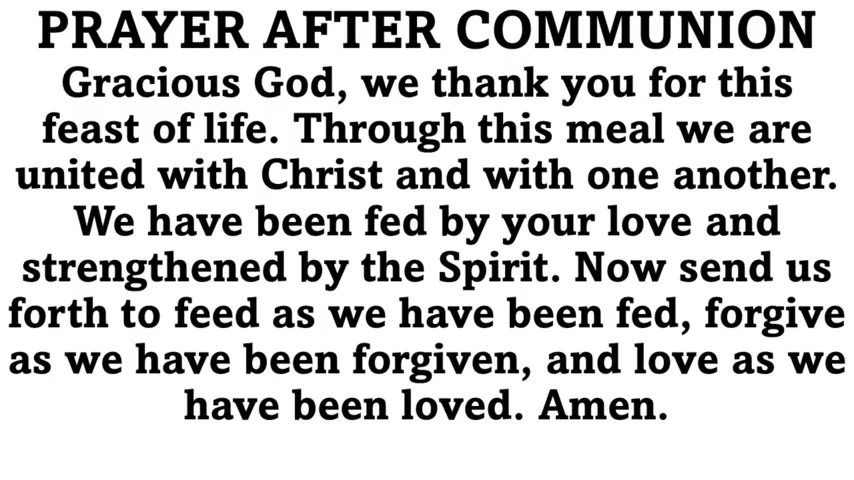 PRAYER AFTER COMMUNION
Gracious God, we thank you for this
feast of life. Through this meal we are
united with Christ and with one another.
We have been fed by your love and
strengthened by the Spirit. Now send us
forth to feed as we have been fed, forgive
as we have been forgiven, and love as we
have been loved. Amen.